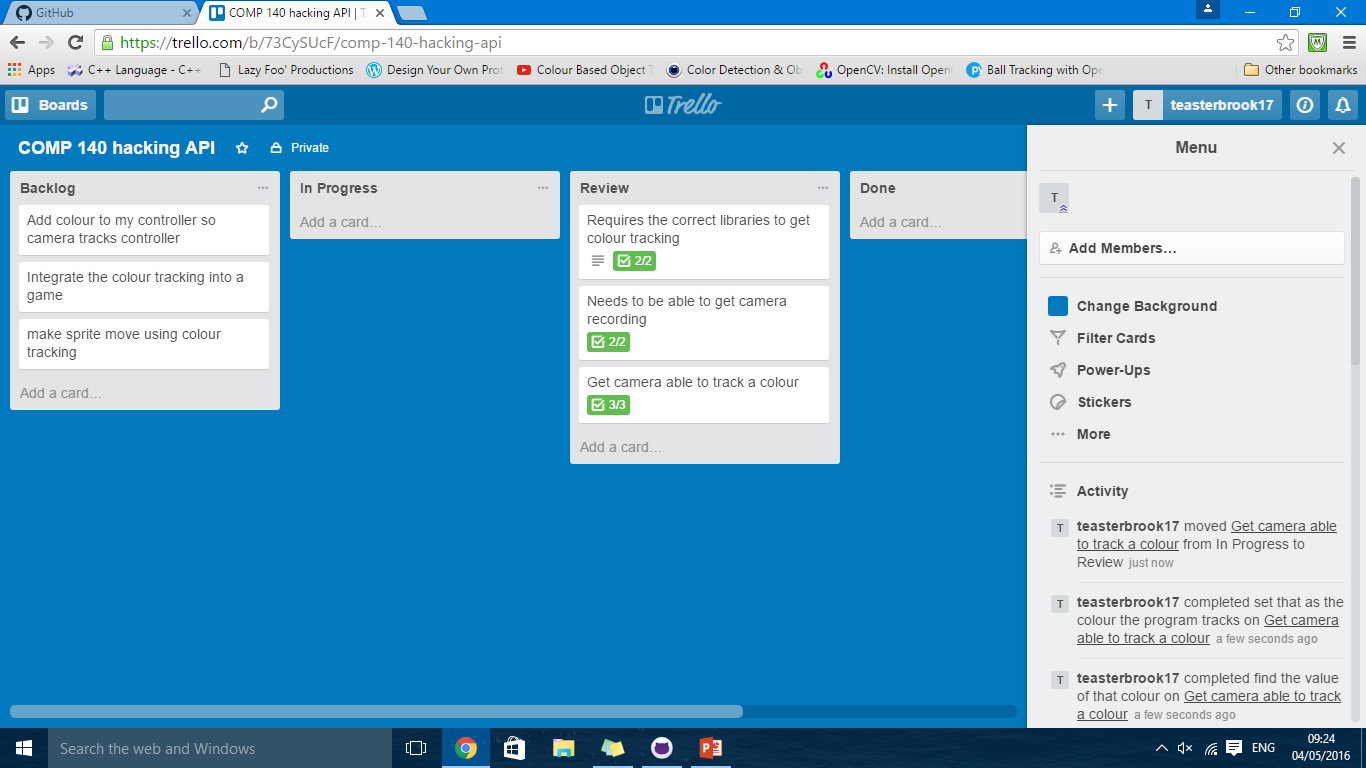 GitHub
COMP 140 hacking API | T
https://trello.com/b/73CySUcF/comp-140-hacking-api
Apps
C++ Language - C++
Lazy Foo' Productions
Design Your Own Prot
Colour Based Object T
Color Detection & Ob
OpenCV: Install Open
Ball Tracking with Ope
Other bookmarks
Boards
Trello
T
teasterbrook17
COMP 140 hacking API
Private
Backlog
Add colour to my controller so
camera tracks controller
Integrate the colour tracking into a
game
make sprite move using colour
tracking
Add a card…
In Progress
Add a card…
Review
Requires the correct libraries to get
colour tracking
2/2
Needs to be able to get camera
recording
2/2
Get camera able to track a colour
3/3
Add a card…
Done
Add a card…
Menu
T
Add Members…
Change Background
Filter Cards
Power-Ups
Stickers
More
Activity
T
teasterbrook17 moved Get camera able
to track a colour from In Progress to
Review just now
T
teasterbrook17 completed set that as the
colour the program tracks on Get camera
able to track a colour a few seconds ago
T
teasterbrook17 completed find the value
of that colour on Get camera able to track
a colour a few seconds ago
Search the web and Windows
ENG
09:24
04/05/2016